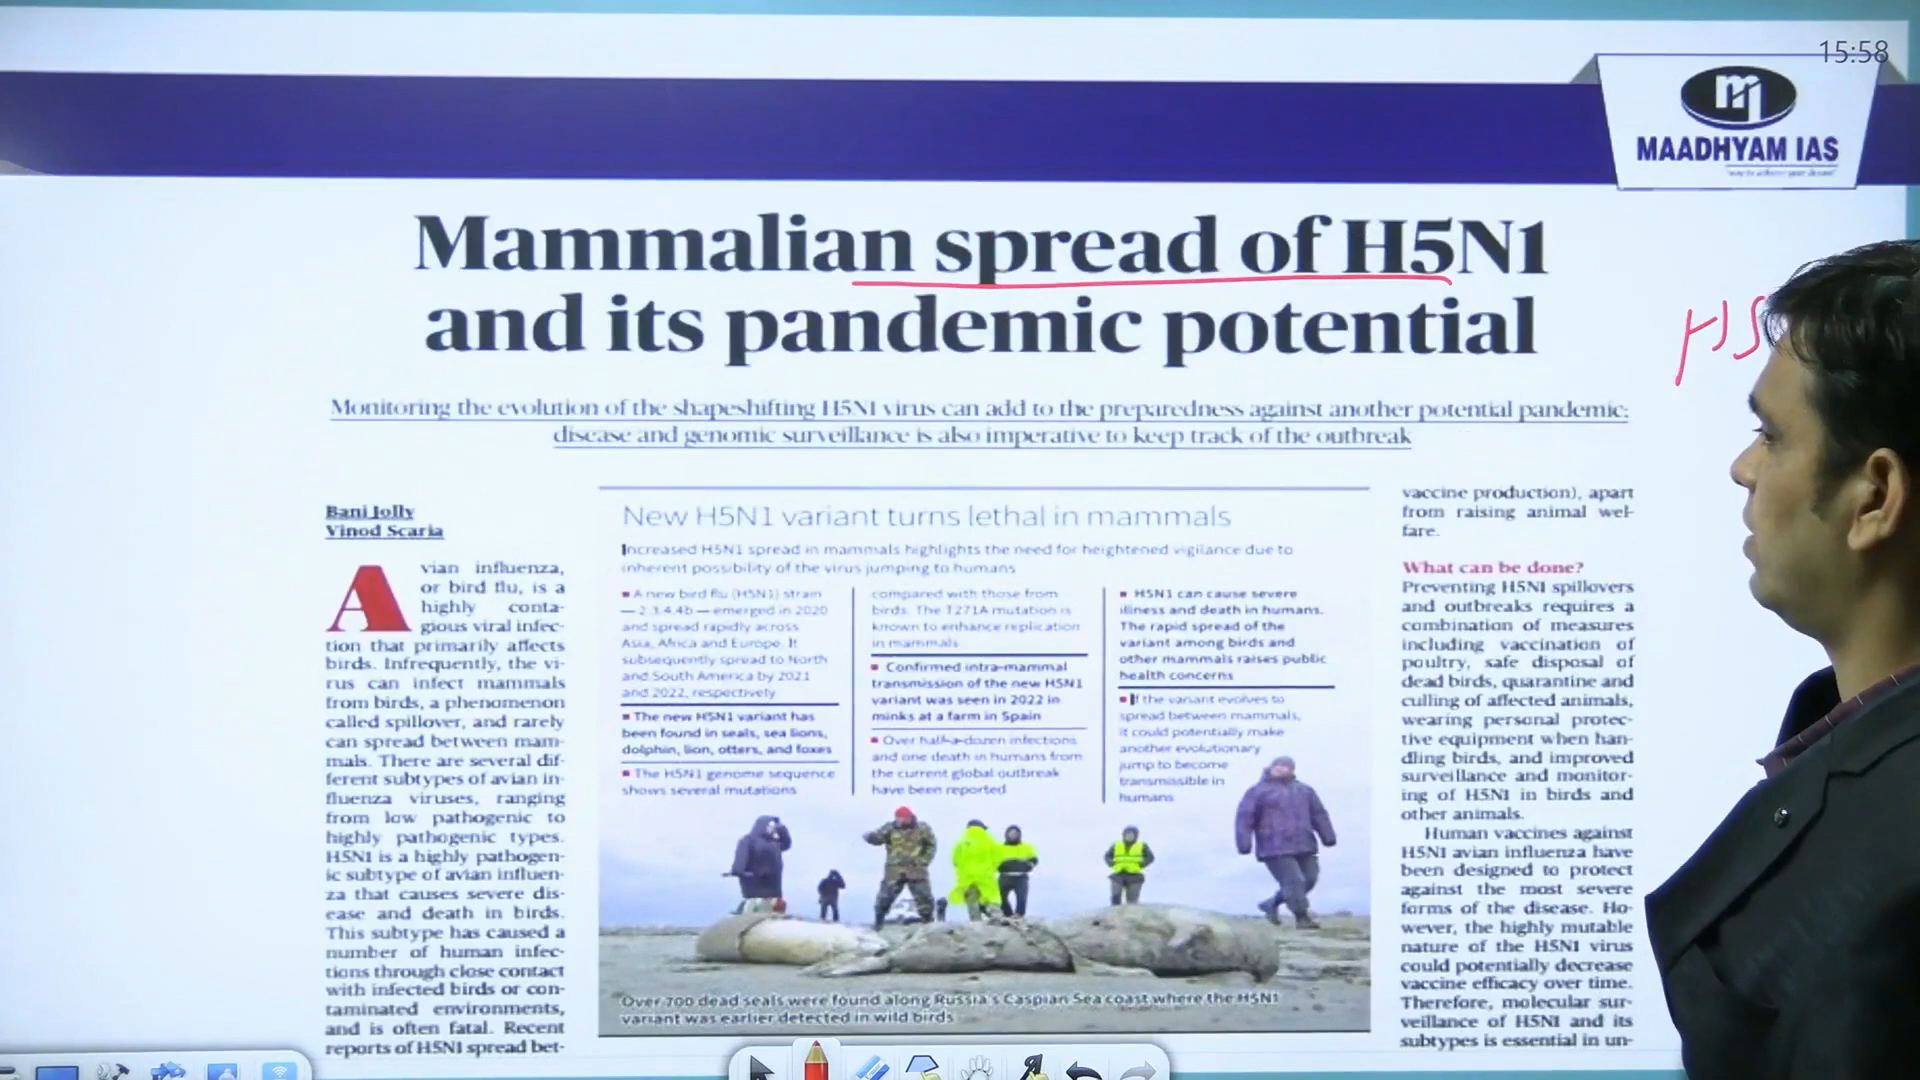 15:58
MAADHYAM IAS
Mammalian spread of H5N1
and its pandemic potential
H5
Monitoring the evolution of the shapeshifting H5N1 virus can add to the preparedness against another potential pandemic;
disease and genomic surveillance is also imperative to keep track of the outbreak
Bani Jolly
Vinod Scaria
Avian influenza,
or bird flu, is a
highly conta-
gious viral infec-
tion that primarily affects
birds. Infrequently, the vi-
rus can infect mammals
from birds, a phenomenon
called spillover, and rarely
can spread between mam-
mals. There are several dif-
ferent subtypes of avian in-
fluenza viruses, ranging
from low pathogenic to
highly pathogenic types.
H5N1 is a highly pathogen-
ic subtype of avian influen-
za that causes severe dis-
ease and death in birds.
This subtype has caused a
number of human infec-
tions through close contact
with infected birds or con-
taminated environments,
and is often fatal. Recent
reports of H5N1 spread bet-
New H5N1 variant turns lethal in mammals
Increased H5N1 spread in mammals highlights the need for heightened vigilance due to
inherent possibility of the virus jumping to humans
■ A new bird flu (H5N1) strain
— 2.3.4.4b — emerged in 2020
and spread rapidly across
Asia, Africa and Europe. It
subsequently spread to North
and South America by 2021
and 2022, respectively
■ The new H5N1 variant has
been found in seals, sea lions,
dolphin, lion, otters, and foxes
■ The H5N1 genome sequence
shows several mutations
compared with those from
birds. The T271A mutation is
known to enhance replication
in mammals
■ Confirmed intra-mammal
transmission of the new H5N1
variant was seen in 2022 in
minks at a farm in Spain
■ Over half-a-dozen infections
and one death in humans from
the current global outbreak
have been reported
■ H5N1 can cause severe
illness and death in humans.
The rapid spread of the
variant among birds and
other mammals raises public
health concerns
■ If the variant evolves to
spread between mammals,
it could potentially make
another evolutionary
jump to become
transmissible in
humans
Over 700 dead seals were found along Russia's Caspian Sea coast where the H5N1
variant was earlier detected in wild birds
vaccine production), apart
from raising animal wel-
fare.
What can be done?
Preventing H5N1 spillovers
and outbreaks requires a
combination of measures
including vaccination of
poultry, safe disposal of
dead birds, quarantine and
culling of affected animals,
wearing personal protec-
tive equipment when han-
dling birds, and improved
surveillance and monitor-
ing of H5N1 in birds and
other animals.
Human vaccines against
H5N1 avian influenza have
been designed to protect
against the most severe
forms of the disease. Ho-
wever, the highly mutable
nature of the H5N1 virus
could potentially decrease
vaccine efficacy over time.
Therefore, molecular sur-
veillance of H5N1 and its
subtypes is essential in un-